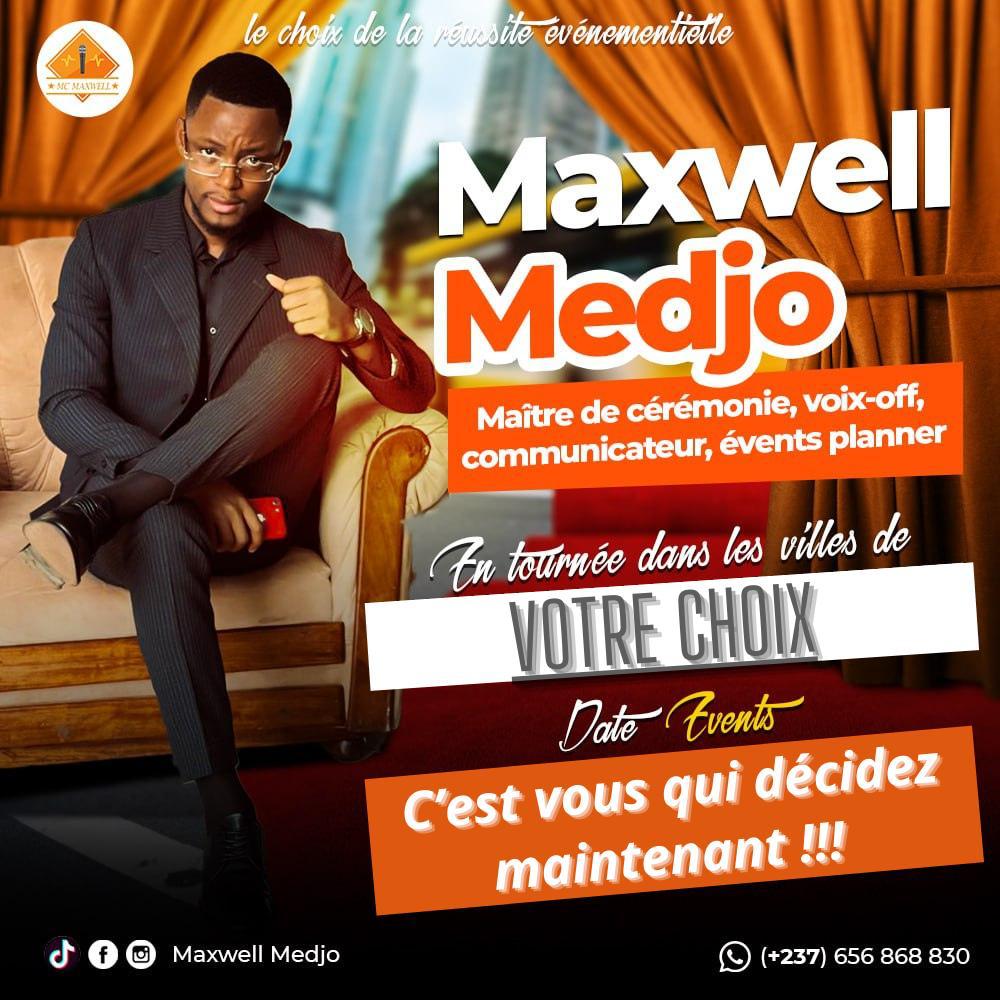 le choix de la réussite événementielle
MC MAXWELL
Maxwell
Medjo
Maître de cérémonie, voix-off,
communicateur, évents planner
En tournée dans les villes de
VOTRE CHOIX
Date Events
C'est vous qui décidez
maintenant !!!
Maxwell Medjo
(+237) 656 868 830